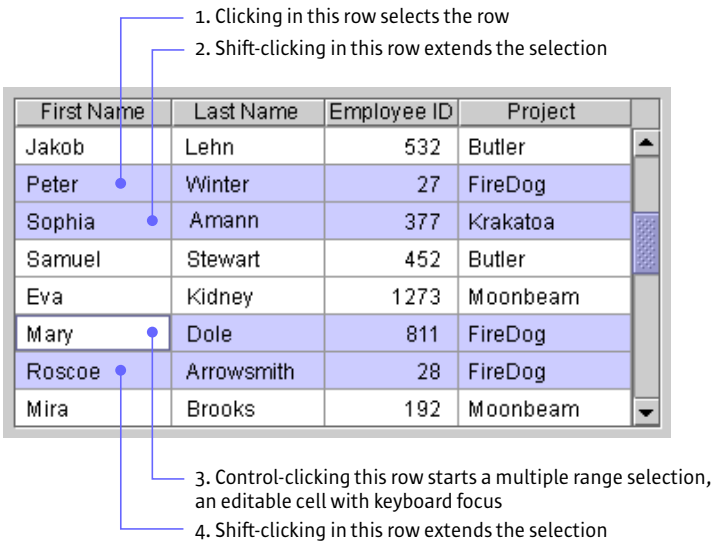 1. Clicking in this row selects the row
2. Shift-clicking in this row extends the selection
First Name Last Name Employee ID Project
Jakob Lehn 532 Butler
Peter Winter 27 FireDog
Sophia Amann 377 Krakatoa
Samuel Stewart 452 Butler
Eva Kidney 1273 Moonbeam
Mary Dole 811 FireDog
Roscoe Arrowsmith 28 FireDog
Mira Brooks 192 Moonbeam
3. Control-clicking this row starts a multiple range selection,
an editable cell with keyboard focus
4. Shift-clicking in this row extends the selection